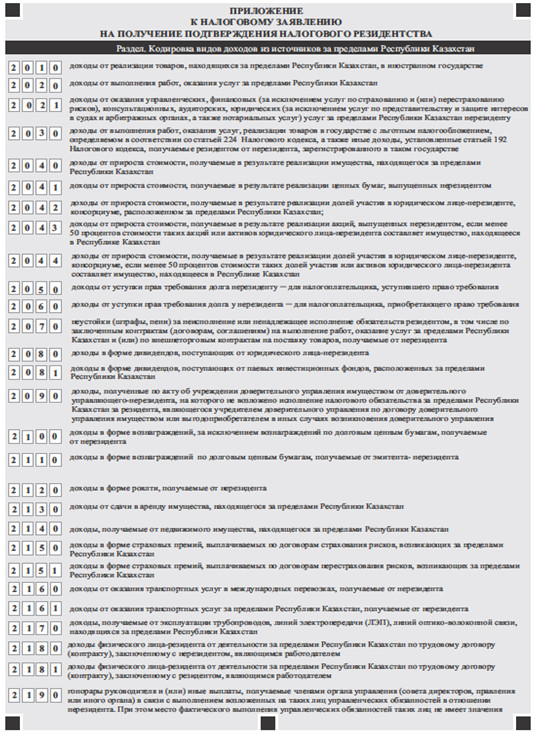 ПРИЛОЖЕНИЕ
К НАЛОГОВОМУ ЗАЯВЛЕНИЮ
НА ПОЛУЧЕНИЕ ПОДТВЕРЖДЕНИЯ НАЛОГОВОГО РЕЗИДЕНТСТВА
Раздел. Кодировка видов доходов из источников за пределами Республики Казахстан
2010 доходы от реализации товаров, находящихся за пределами Республики Казахстан, в иностранном государстве
2020 доходы от выполнения работ, оказания услуг за пределами Республики Казахстан
2021 доходы от оказания управленческих, финансовых (за исключением услуг по страхованию и (или) перестрахованию
рисков), консультационных, аудиторских, юридических (за исключением услуг по представительству и защите интересов
в судах и арбитражных органах, а также нотариальных услуг) услуг за пределами Республики Казахстан нерезиденту
2030 доходы от выполнения работ, оказания услуг, реализации товаров в государстве с льготным налогообложением,
определяемом в соответствии со статьей 224 Налогового кодекса, а также иные доходы, установленные статьей 192
Налогового кодекса, получаемые резидентом от нерезидента, зарегистрированного в таком государстве
2040 доходы от прироста стоимости, получаемые в результате реализации имущества, находящегося за пределами
Республики Казахстан
2041 доходы от прироста стоимости, получаемые в результате реализации ценных бумаг, выпущенных нерезидентом
2042 доходы от прироста стоимости, получаемые в результате реализации долей участия в юридическом лице-нерезиденте,
консорциуме, расположенном за пределами Республики Казахстан;
2043 доходы от прироста стоимости, получаемые в результате реализации акций, выпущенных нерезидентом, если менее
50 процентов стоимости таких акций или активов юридического лица-нерезидента составляет имущество, находящееся
в Республике Казахстан
2044 доходы от прироста стоимости, получаемые в результате реализации долей участия в юридическом лице-нерезиденте,
консорциуме, если менее 50 процентов стоимости таких долей участия или активов юридического лица-нерезидента
составляет имущество, находящееся в Республике Казахстан
2050 доходы от уступки прав требования долга нерезиденту — для налогоплательщика, уступившего право требования
2060 доходы от уступки прав требования долга у нерезидента — для налогоплательщика, приобретающего право требования
2070 неустойки (штрафы, пени) за неисполнение или ненадлежащее исполнение обязательств резидентом, в том числе по
заключенным контрактам (договорам, соглашениям) на выполнение работ, оказание услуг за пределами Республики
Казахстан и (или) по внешнеторговым контрактам на поставку товаров, получаемые от нерезидента
2080 доходы в форме дивидендов, поступающих от юридического лица-нерезидента
2081 доходы в форме дивидендов, поступающих от паевых инвестиционных фондов, расположенных за пределами
Республики Казахстан
2090 доходы, полученные по акту об учреждении доверительного управления имуществом от доверительного
управляющего-нерезидента, на которого не возложено исполнение налогового обязательства за пределами Республики
Казахстан за резидента, являющегося учредителем доверительного управления по договору доверительного
управления имуществом или выгодоприобретателем в иных случаях возникновения доверительного управления
2100 доходы в форме вознаграждений, за исключением вознаграждений по долговым ценным бумагам, получаемые
от нерезидента
2110 доходы в форме вознаграждений по долговым ценным бумагам, получаемые от эмитента- нерезидента
2120 доходы в форме роялти, получаемые от нерезидента
2130 доходы от сдачи в аренду имущества, находящегося за пределами Республики Казахстан
2140 доходы, получаемые от недвижимого имущества, находящегося за пределами Республики Казахстан
2150 доходы в форме страховых премий, выплачиваемых по договорам страхования рисков, возникающих за пределами
Республики Казахстан
2151 доходы в форме страховых премий, выплачиваемых по договорам перестрахования рисков, возникающих за пределами
Республики Казахстан
2160 доходы от оказания транспортных услуг в международных перевозках, получаемые от нерезидента
2161 доходы от оказания транспортных услуг за пределами Республики Казахстан, получаемые от нерезидента
2170 доходы, получаемые от эксплуатации трубопроводов, линий электропередачи (ЛЭП), линий оптико-волоконной связи,
находящихся за пределами Республики Казахстан
2180 доходы физического лица-резидента от деятельности за пределами Республики Казахстан по трудовому договору
(контракту), заключенному с нерезидентом, являющимся работодателем
2181 доходы физического лица-резидента от деятельности за пределами Республики Казахстан по трудовому договору
(контракту), заключенному с резидентом, являющимся работодателем
2190 гонорары руководителя и (или) иные выплаты, получаемые членами органа управления (совета директоров, правления
или иного органа) в связи с выполнением возложенных на таких лиц управленческих обязанностей в отношении
нерезидента. При этом место фактического выполнения управленческих обязанностей таких лиц не имеет значения